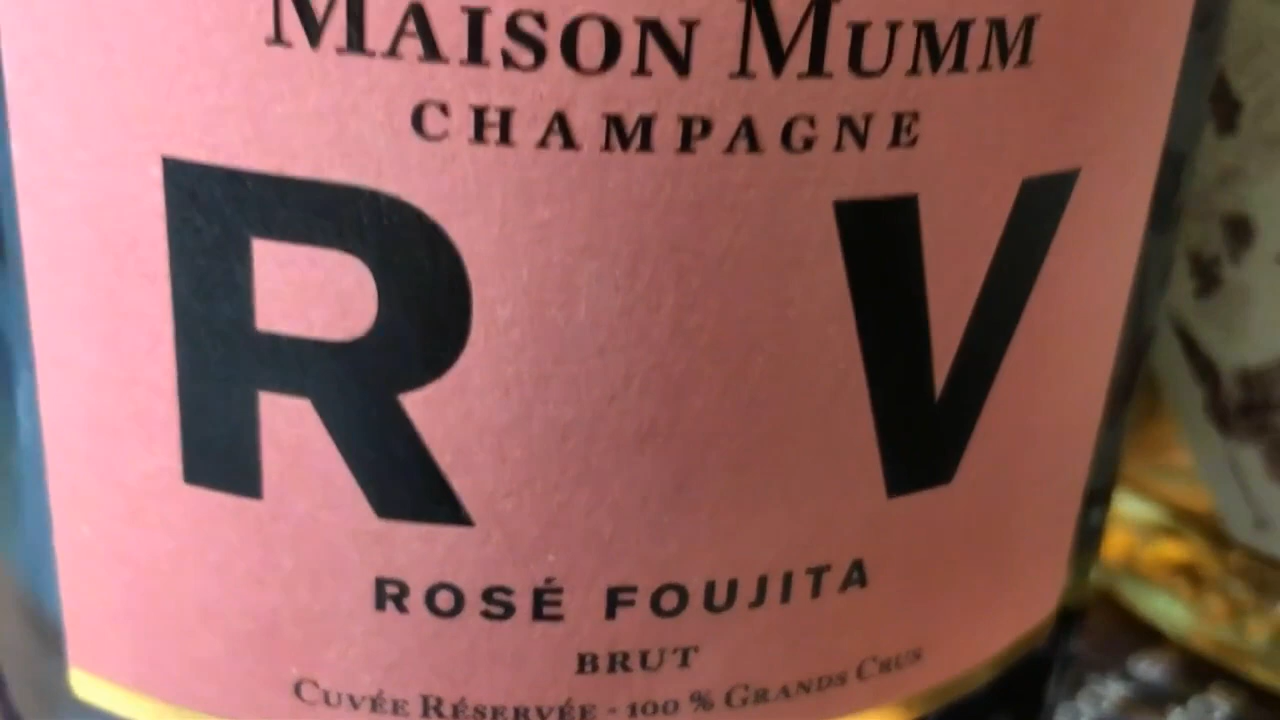 MAISON MUMM
CHAMPAGNE
R V
ROSÉ FOUJITA
BRUT
CUVÉE RÉSERVÉE - 100 % GRANDS CRUS